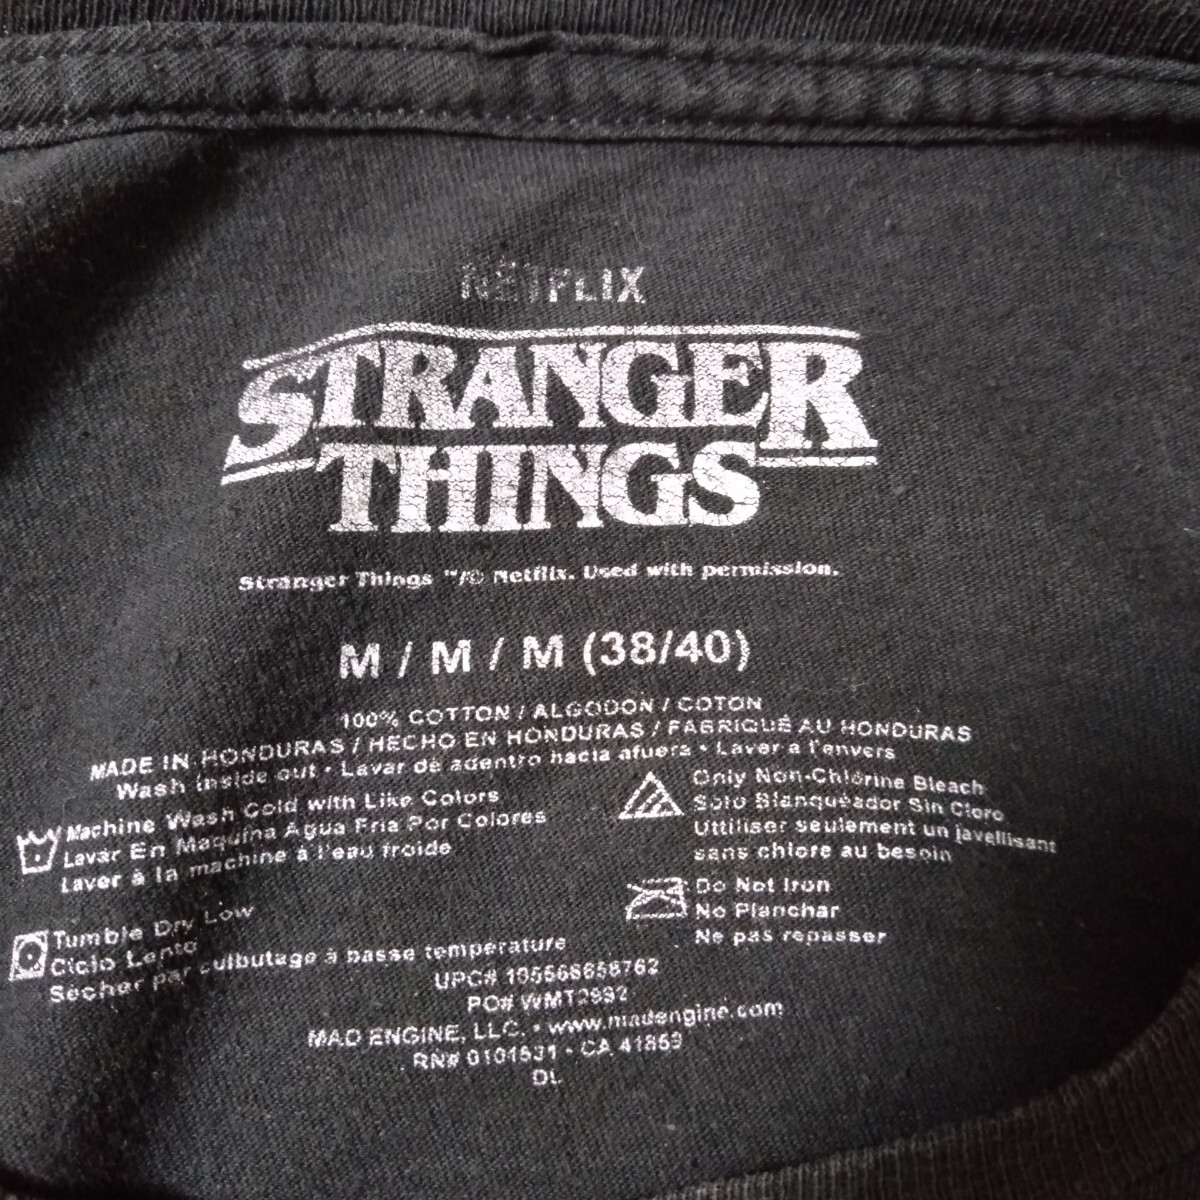 NETFLIX
STRANGER
THINGS
Stranger Things ™/© Netflix. Used with permission.
M / M / M (38/40)
100% COTTON / ALGODON / COTON
MADE IN HONDURAS / HECHO EN HONDURAS / FABRIQUÉ AU HONDURAS
Wash inside out • Lavar de adentro hacia afuera • Laver a l'envers
Machine Wash Cold with Like Colors
Lavar En Maquina Agua Fria Por Colores
Laver à la machine à l'eau froide
Only Non-Chlorine Bleach
Solo Blanqueador Sin Cloro
Uttiliser seulement un javellisant
sans chlore au besoin
Tumble Dry Low
Ciclo Lento
Sécher par culbutage à basse temperature
Do Not Iron
No Planchar
Ne pas repasser
UPC#
PO# WMT2992
MAD ENGINE, LLC. • www.madengine.com
RN# 0101531 • CA 41853
DL